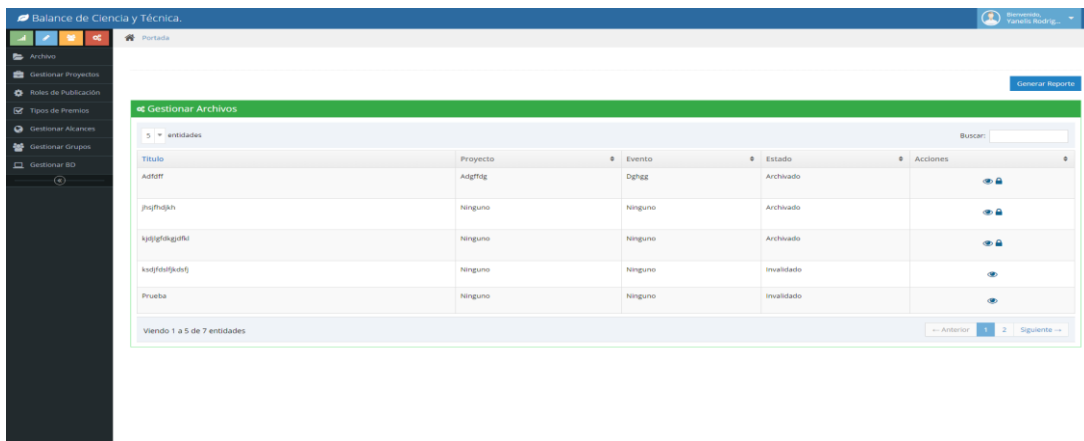 Balance de Ciencia y Técnica.
Bienvenido,
Yanelis Rodrig...
Portada
Archivo
Gestionar Proyectos
Roles de Publicación
Tipos de Premios
Gestionar Alcances
Gestionar Grupos
Gestionar BD
Generar Reporte
Gestionar Archivos
5 entidades
Buscar:
Titulo Proyecto Evento Estado Acciones
Adfdff Adgffdg Dghgg Archivado
jhsjfhdjkh Ninguno Ninguno Archivado
Ninguno Ninguno Archivado
ksdjfdslfjkdsfj Ninguno Ninguno Invalidado
Prueba Ninguno Ninguno Invalidado
Viendo 1 a 5 de 7 entidades
← Anterior 1 2 Siguiente →